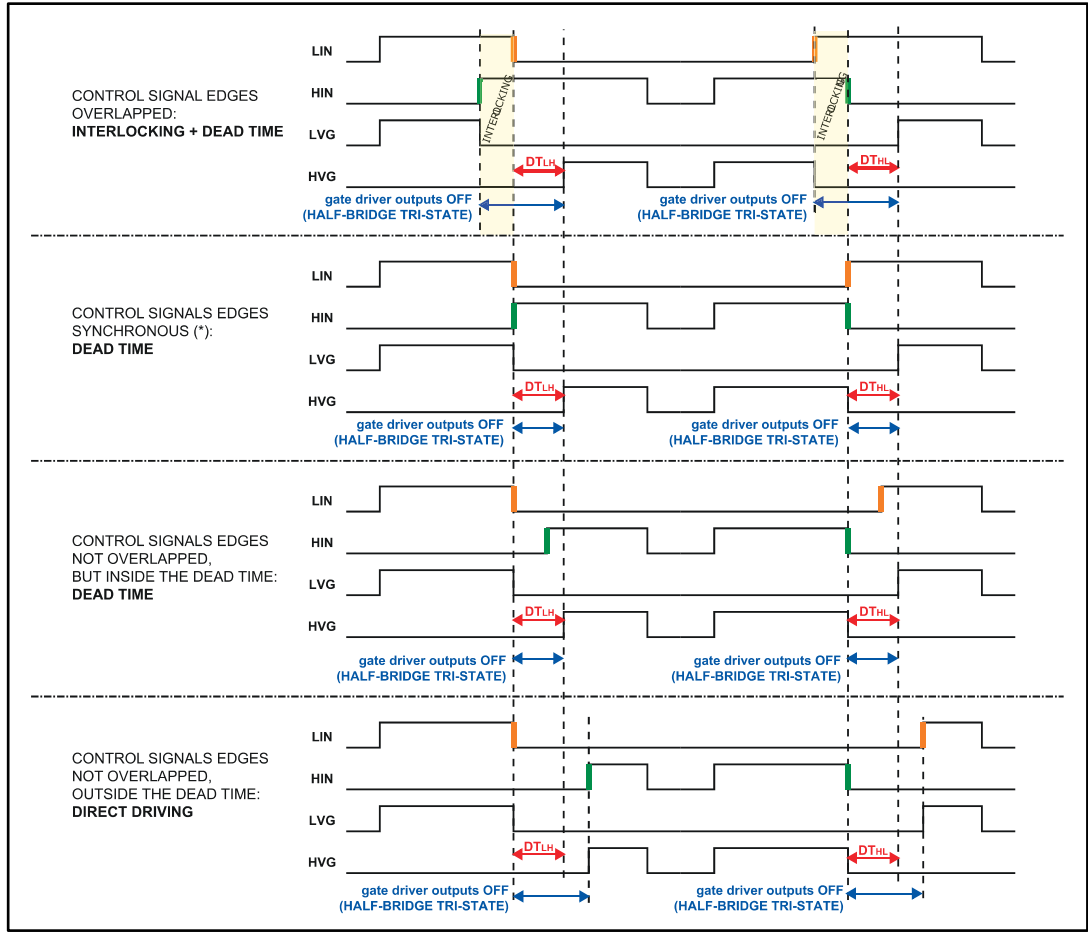 LIN
HIN
LVG
HVG
CONTROL SIGNAL EDGES
OVERLAPPED:
INTERLOCKING + DEAD TIME
INTERLOCKING
INTERLOCKING
DTLH
DTHL
gate driver outputs OFF
(HALF-BRIDGE TRI-STATE)
gate driver outputs OFF
(HALF-BRIDGE TRI-STATE)
LIN
HIN
LVG
HVG
CONTROL SIGNALS EDGES
SYNCHRONOUS (*):
DEAD TIME
DTLH
DTHL
gate driver outputs OFF
(HALF-BRIDGE TRI-STATE)
gate driver outputs OFF
(HALF-BRIDGE TRI-STATE)
LIN
HIN
LVG
HVG
CONTROL SIGNALS EDGES
NOT OVERLAPPED,
BUT INSIDE THE DEAD TIME:
DEAD TIME
DTLH
DTHL
gate driver outputs OFF
(HALF-BRIDGE TRI-STATE)
gate driver outputs OFF
(HALF-BRIDGE TRI-STATE)
LIN
HIN
LVG
HVG
CONTROL SIGNALS EDGES
NOT OVERLAPPED,
OUTSIDE THE DEAD TIME:
DIRECT DRIVING
DTLH
DTHL
gate driver outputs OFF
(HALF-BRIDGE TRI-STATE)
gate driver outputs OFF
(HALF-BRIDGE TRI-STATE)